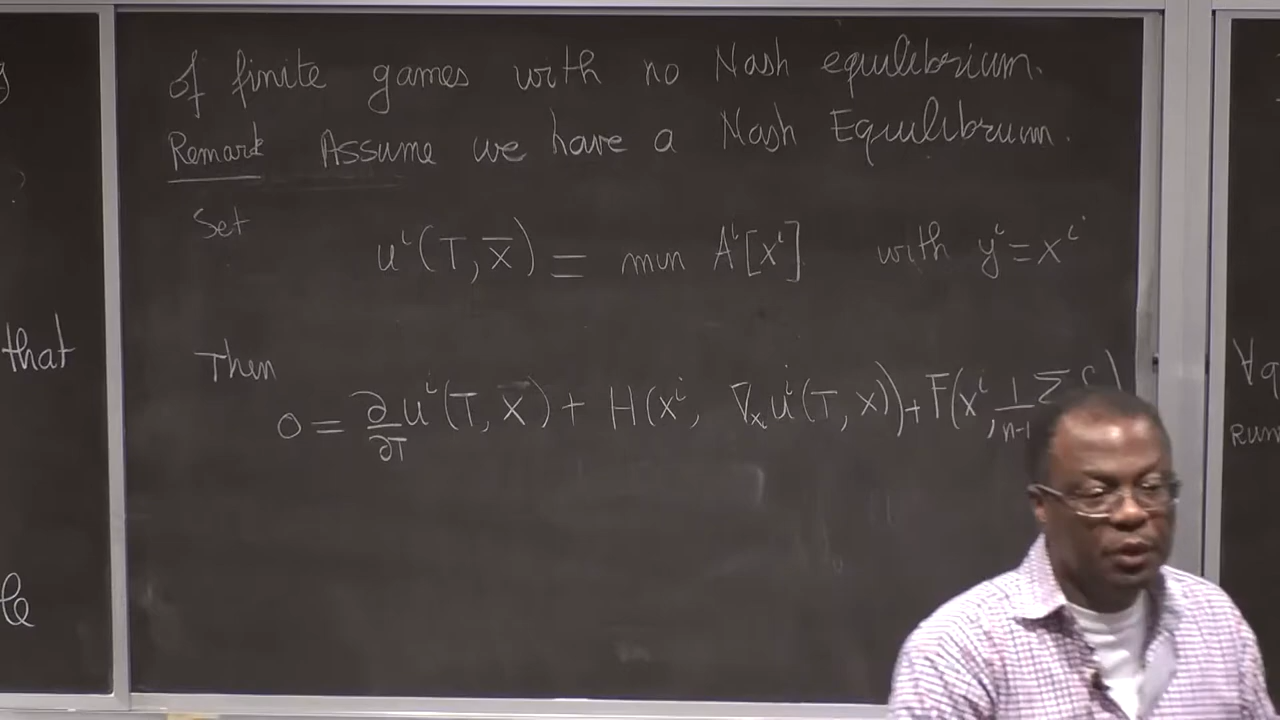 of finite games with no Nash equilibrium.
Remark Assume we have a Nash Equilibrium.
Set
u^i(T, x̄) = min A^i[x^i] with y^i = x^i
Then
0 = ∂/∂T u^i(T, x̄) + H(x^i, ∇_x u^i(T, x)) + F(x^i, 1/n-1 Σ
that
∀q
run